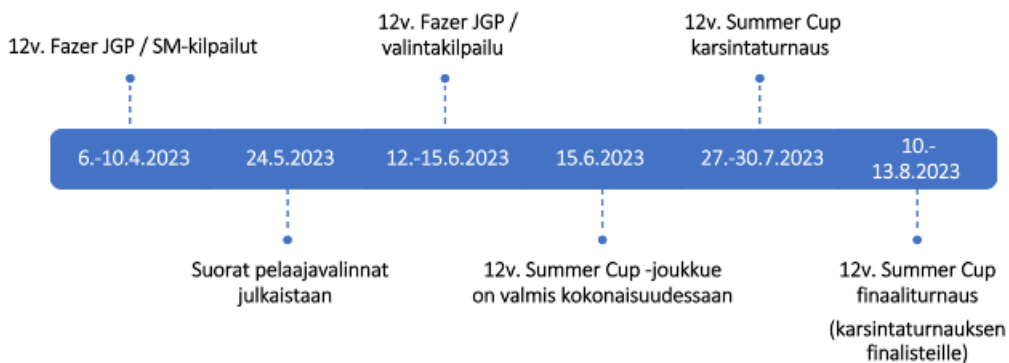 12v. Fazer JGP / SM-kilpailut
12v. Fazer JGP /
valintakilpailu
12v. Summer Cup
karsintaturnaus
6.-10.4.2023
24.5.2023
12.-15.6.2023
15.6.2023
27.-30.7.2023
10.-
13.8.2023
Suorat pelaajavalinnat
julkaistaan
12v. Summer Cup -joukkue
on valmis kokonaisuudessaan
12v. Summer Cup
finaaliturnaus
(karsintaturnauksen
finalisteille)